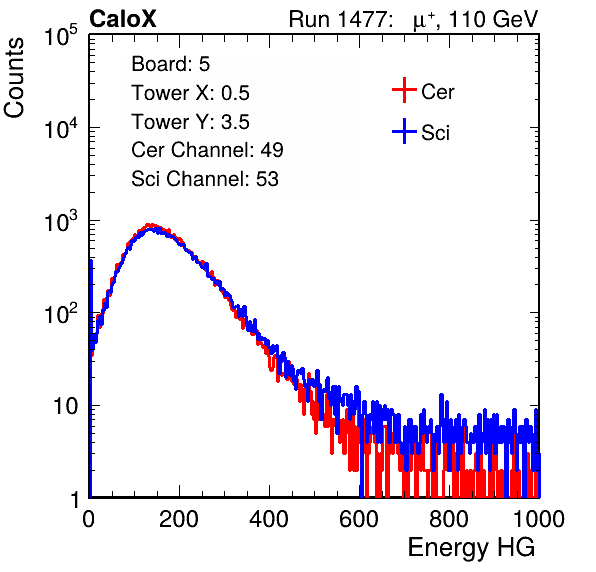 CaloX Run 1477: μ⁺, 110 GeV
Counts
10⁵
10⁴
10³
10²
10
1
Board: 5
Tower X: 0.5
Tower Y: 3.5
Cer Channel: 49
Sci Channel: 53
Cer
Sci
0 200 400 600 800 1000
Energy HG